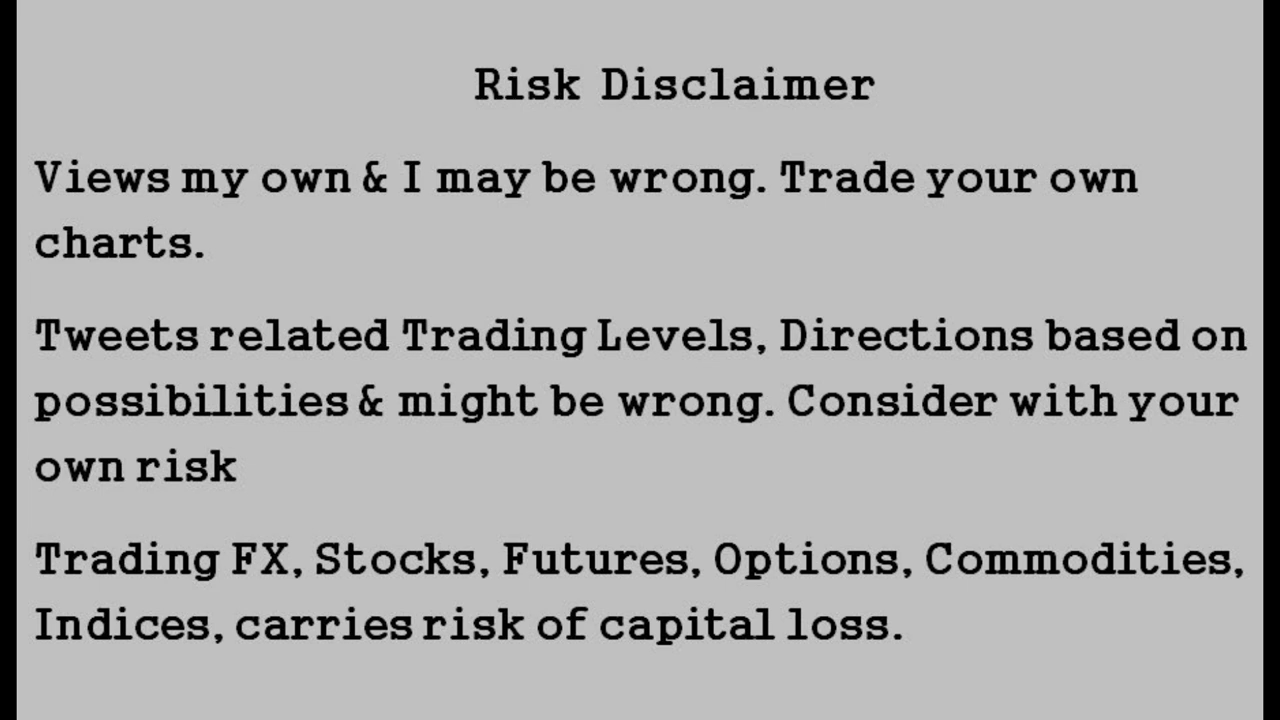 Risk Disclaimer
Views my own & I may be wrong. Trade your own
charts.
Tweets related Trading Levels, Directions based on
possibilities & might be wrong. Consider with your
own risk
Trading FX, Stocks, Futures, Options, Commodities,
Indices, carries risk of capital loss.